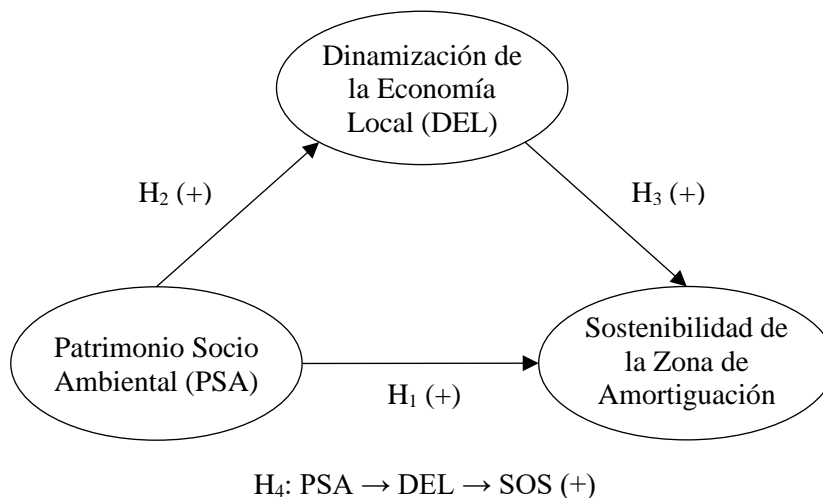 Dinamización de
la Economía
Local (DEL)
H₂ (+)
H₃ (+)
Patrimonio Socio
Ambiental (PSA)
Sostenibilidad de
la Zona de
Amortiguación
H₁ (+)
H₄: PSA → DEL → SOS (+)